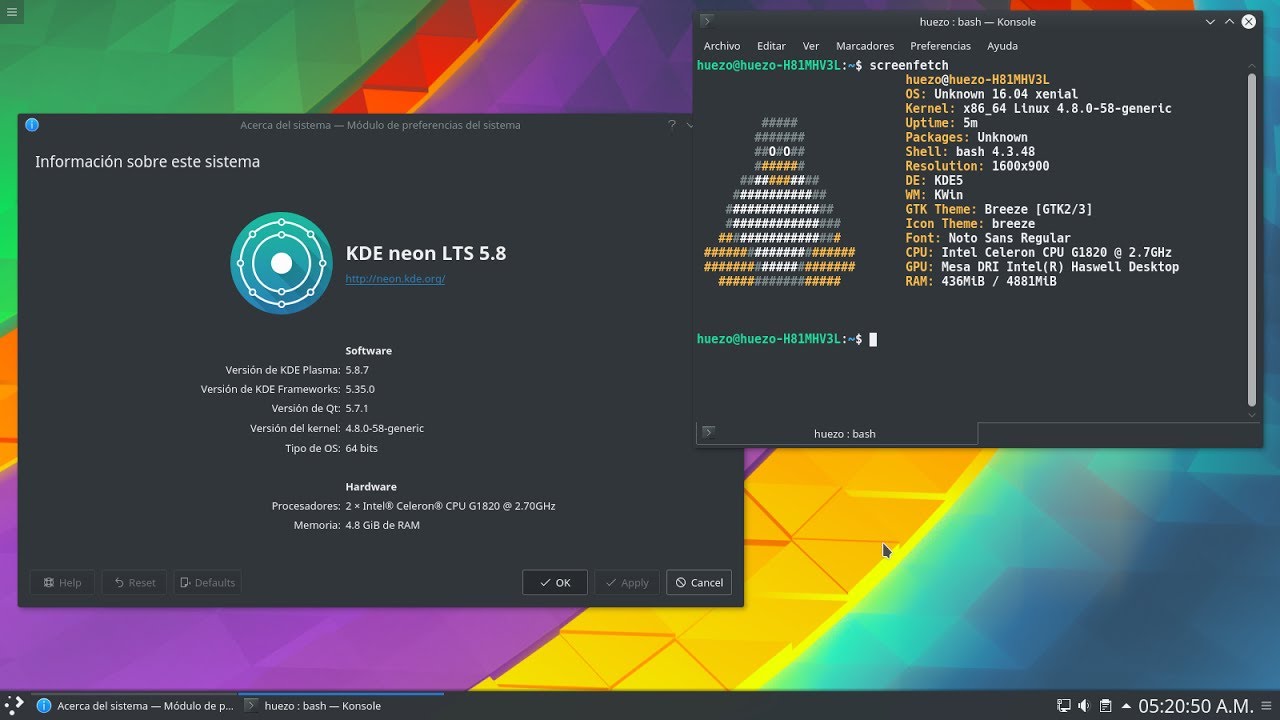 Acerca del sistema — Módulo de preferencias del sistema
Información sobre este sistema
KDE neon LTS 5.8
http://neon.kde.org/
Software
Versión de KDE Plasma: 5.8.7
Versión de KDE Frameworks: 5.35.0
Versión de Qt: 5.7.1
Versión del kernel: 4.8.0-58-generic
Tipo de OS: 64 bits
Hardware
Procesadores: 2 × Intel® Celeron® CPU G1820 @ 2.70GHz
Memoria: 4.8 GiB de RAM
Help Reset Defaults OK Apply Cancel
huezo : bash — Konsole
Archivo Editar Ver Marcadores Preferencias Ayuda
huezo@huezo-H81MHV3L:~$ screenfetch
huezo@huezo-H81MHV3L
OS: Unknown 16.04 xenial
Kernel: x86_64 Linux 4.8.0-58-generic
##### Uptime: 5m
####### Packages: Unknown
##O#O## Shell: bash 4.3.48
####### Resolution: 1600x900
########### DE: KDE5
############# WM: KWin
############### GTK Theme: Breeze [GTK2/3]
################ Icon Theme: breeze
################# Font: Noto Sans Regular
##################### CPU: Intel Celeron CPU G1820 @ 2.7GHz
##################### GPU: Mesa DRI Intel(R) Haswell Desktop
################# RAM: 436MiB / 4881MiB
huezo@huezo-H81MHV3L:~$
huezo : bash
Acerca del sistema — Módulo de p...
huezo : bash — Konsole
05:20:50 A.M.